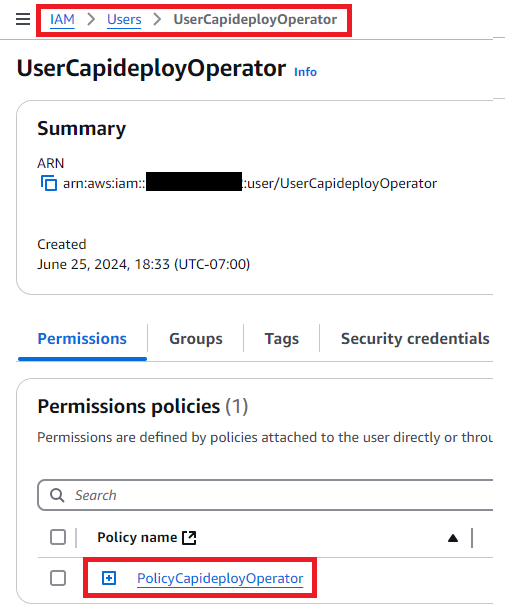 IAM > Users > UserCapideployOperator
UserCapideployOperator Info
Summary
ARN
arn:aws:iam:: :user/UserCapideployOperator
Created
June 25, 2024, 18:33 (UTC-07:00)
Permissions Groups Tags Security credentials
Permissions policies (1)
Permissions are defined by policies attached to the user directly or throu
Search
Policy name
PolicyCapideployOperator